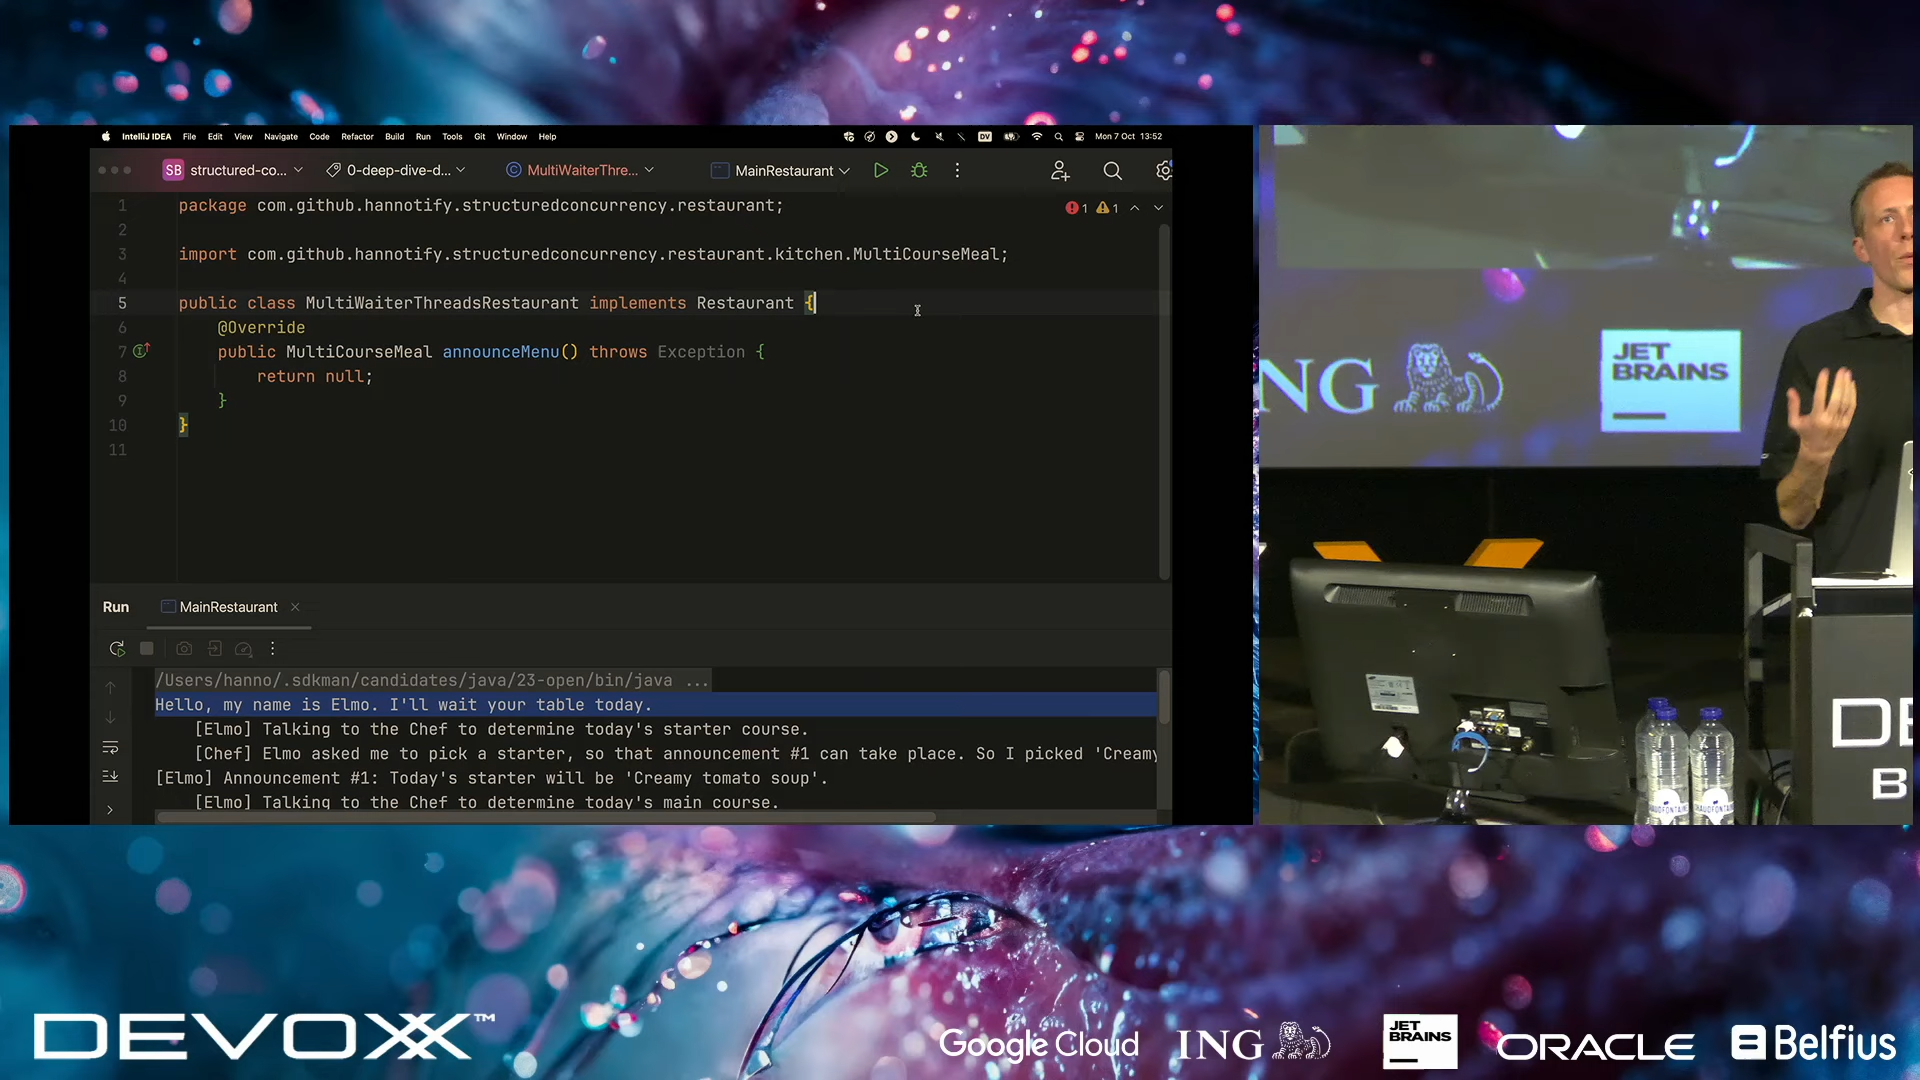 IntelliJ IDEA File Edit View Navigate Code Refactor Build Run Tools Git Window Help DV Mon 7 Oct 13:52
SB structured-co... 0-deep-dive-d... MultiWaiterThre... MainRestaurant
1 package com.github.hannotify.structuredconcurrency.restaurant; 1 1
2
3 import com.github.hannotify.structuredconcurrency.restaurant.kitchen.MultiCourseMeal;
4
5 public class MultiWaiterThreadsRestaurant implements Restaurant {
6 @Override
7 public MultiCourseMeal announceMenu() throws Exception {
8 return null;
9 }
10 }
11
Run MainRestaurant
/Users/hanno/.sdkman/candidates/java/23-open/bin/java ...
Hello, my name is Elmo. I'll wait your table today.
[Elmo] Talking to the Chef to determine today's starter course.
[Chef] Elmo asked me to pick a starter, so that announcement #1 can take place. So I picked 'Creamy
[Elmo] Announcement #1: Today's starter will be 'Creamy tomato soup'.
[Elmo] Talking to the Chef to determine today's main course.
NG
JET
BRAINS
DE
B
DEVOXX™
Google Cloud
ING
JET
BRAINS
ORACLE
Belfius